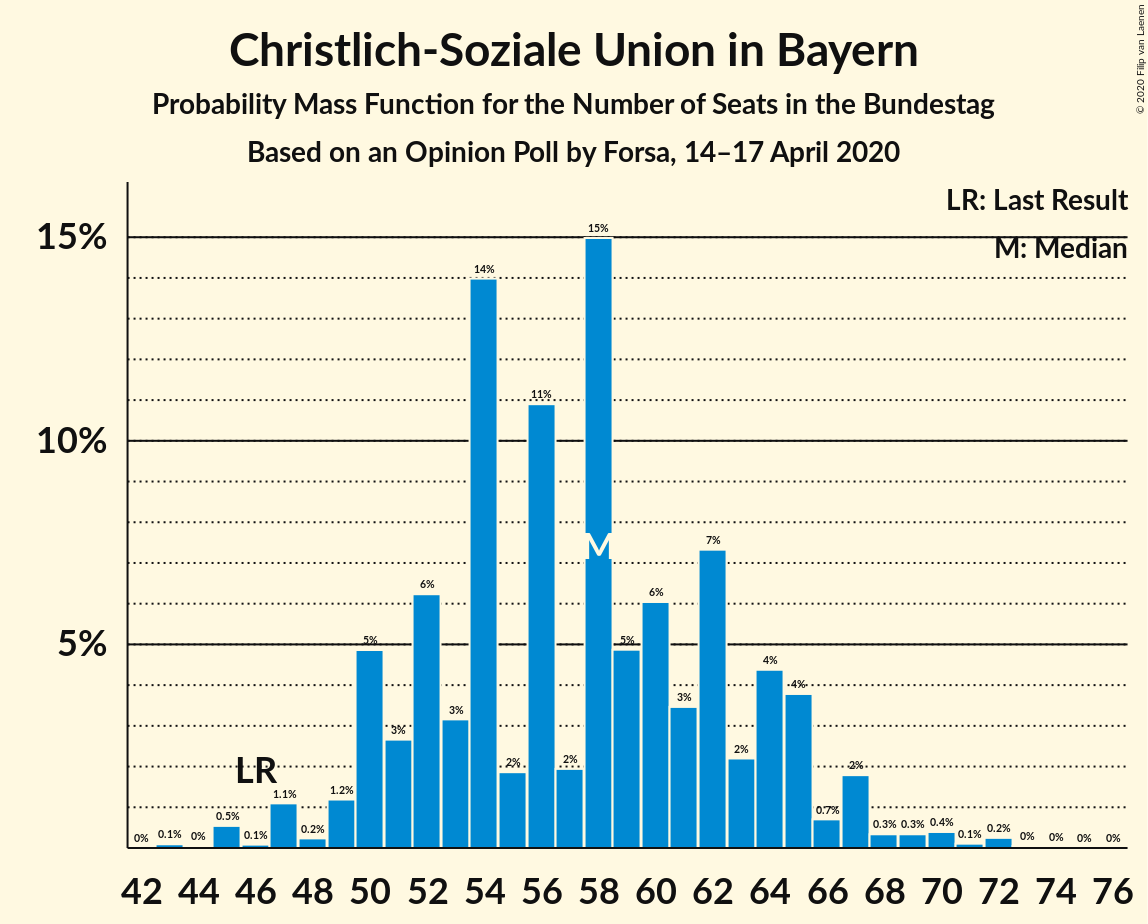 Christlich-Soziale Union in Bayern
Probability Mass Function for the Number of Seats in the Bundestag
Based on an Opinion Poll by Forsa, 14–17 April 2020
© 2020 Filip van Laenen
LR: Last Result
M: Median
15%
10%
5%
0% 0.1% 0% 0.5% 0.1% 1.1% 0.2% 1.2% 5% 3% 6% 3% 14% 2% 11% 2% 15% 5% 6% 3% 7% 2% 4% 4% 0.7% 2% 0.3% 0.3% 0.4% 0.1% 0.2% 0% 0% 0% 0%
LR
M
42 44 46 48 50 52 54 56 58 60 62 64 66 68 70 72 74 76